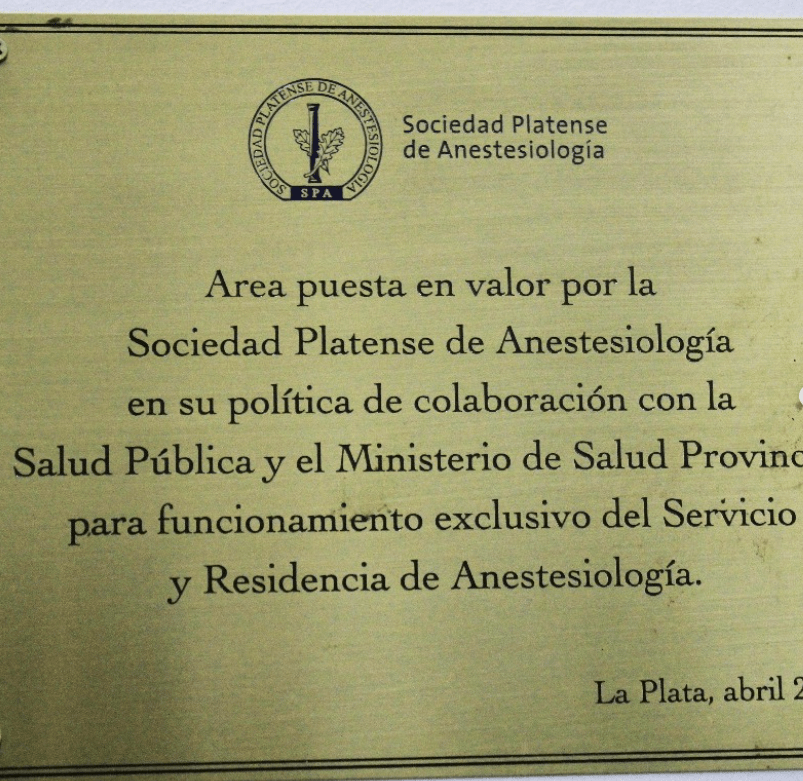 SOCIEDAD PLATENSE DE ANESTESIOLOGIA
SPA
Sociedad Platense
de Anestesiología
Area puesta en valor por la
Sociedad Platense de Anestesiología
en su política de colaboración con la
Salud Pública y el Ministerio de Salud
para funcionamiento exclusivo del Servicio
y Residencia de Anestesiología.
La Plata, abril